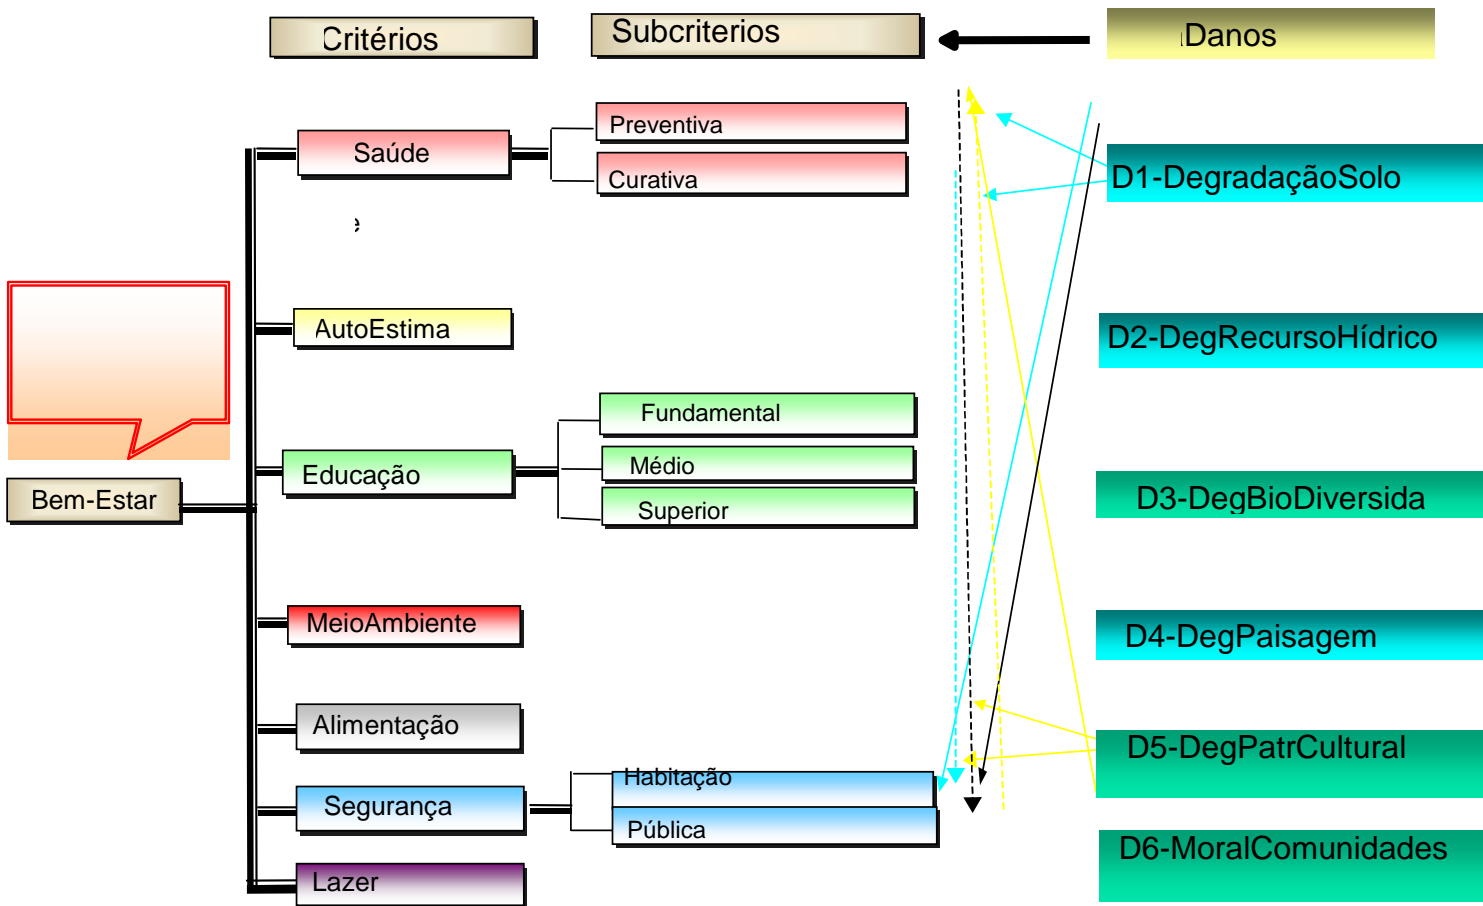 Critérios
Subcriterios
Danos
Saúde
Preventiva
Curativa
D1-DegradaçãoSolo
e
AutoEstima
D2-DegRecursoHídrico
Fundamental
Educação
Médio
Superior
Bem-Estar
D3-DegBioDiversida
MeioAmbiente
D4-DegPaisagem
Alimentação
D5-DegPatrCultural
Segurança
Habitação
Pública
D6-MoralComunidades
Lazer